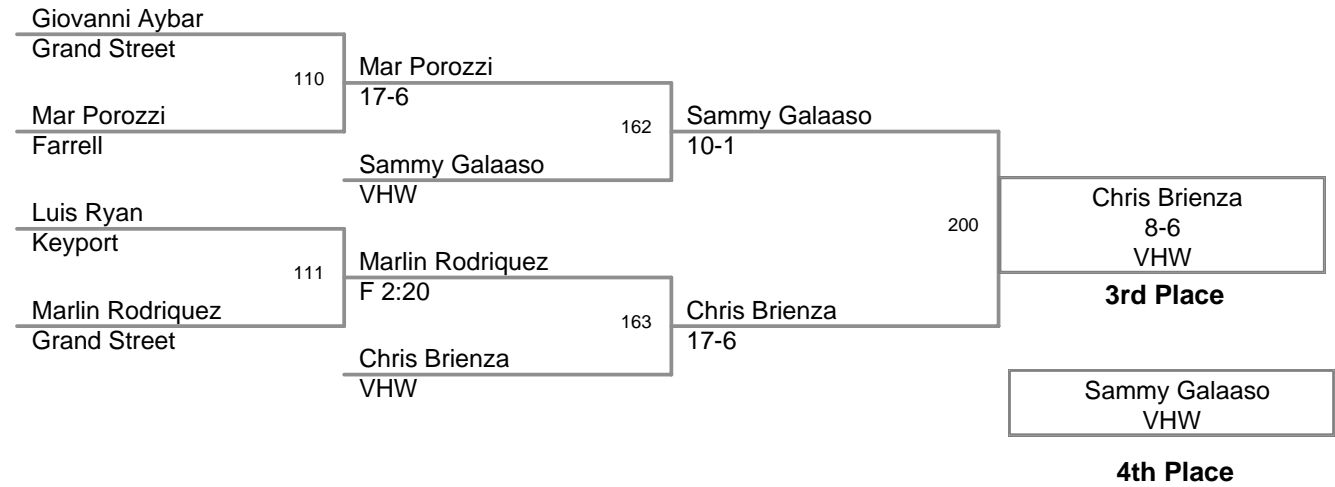 Giovanni Aybar
Grand Street
110
Mar Porozzi
17-6
Mar Porozzi
Farrell
162
Sammy Galaaso
10-1
Sammy Galaaso
VHW
Luis Ryan
Keyport
200
Chris Brienza
8-6
VHW
3rd Place
111
Marlin Rodriquez
F 2:20
Marlin Rodriquez
Grand Street
163
Chris Brienza
17-6
Chris Brienza
VHW
Sammy Galaaso
VHW
4th Place